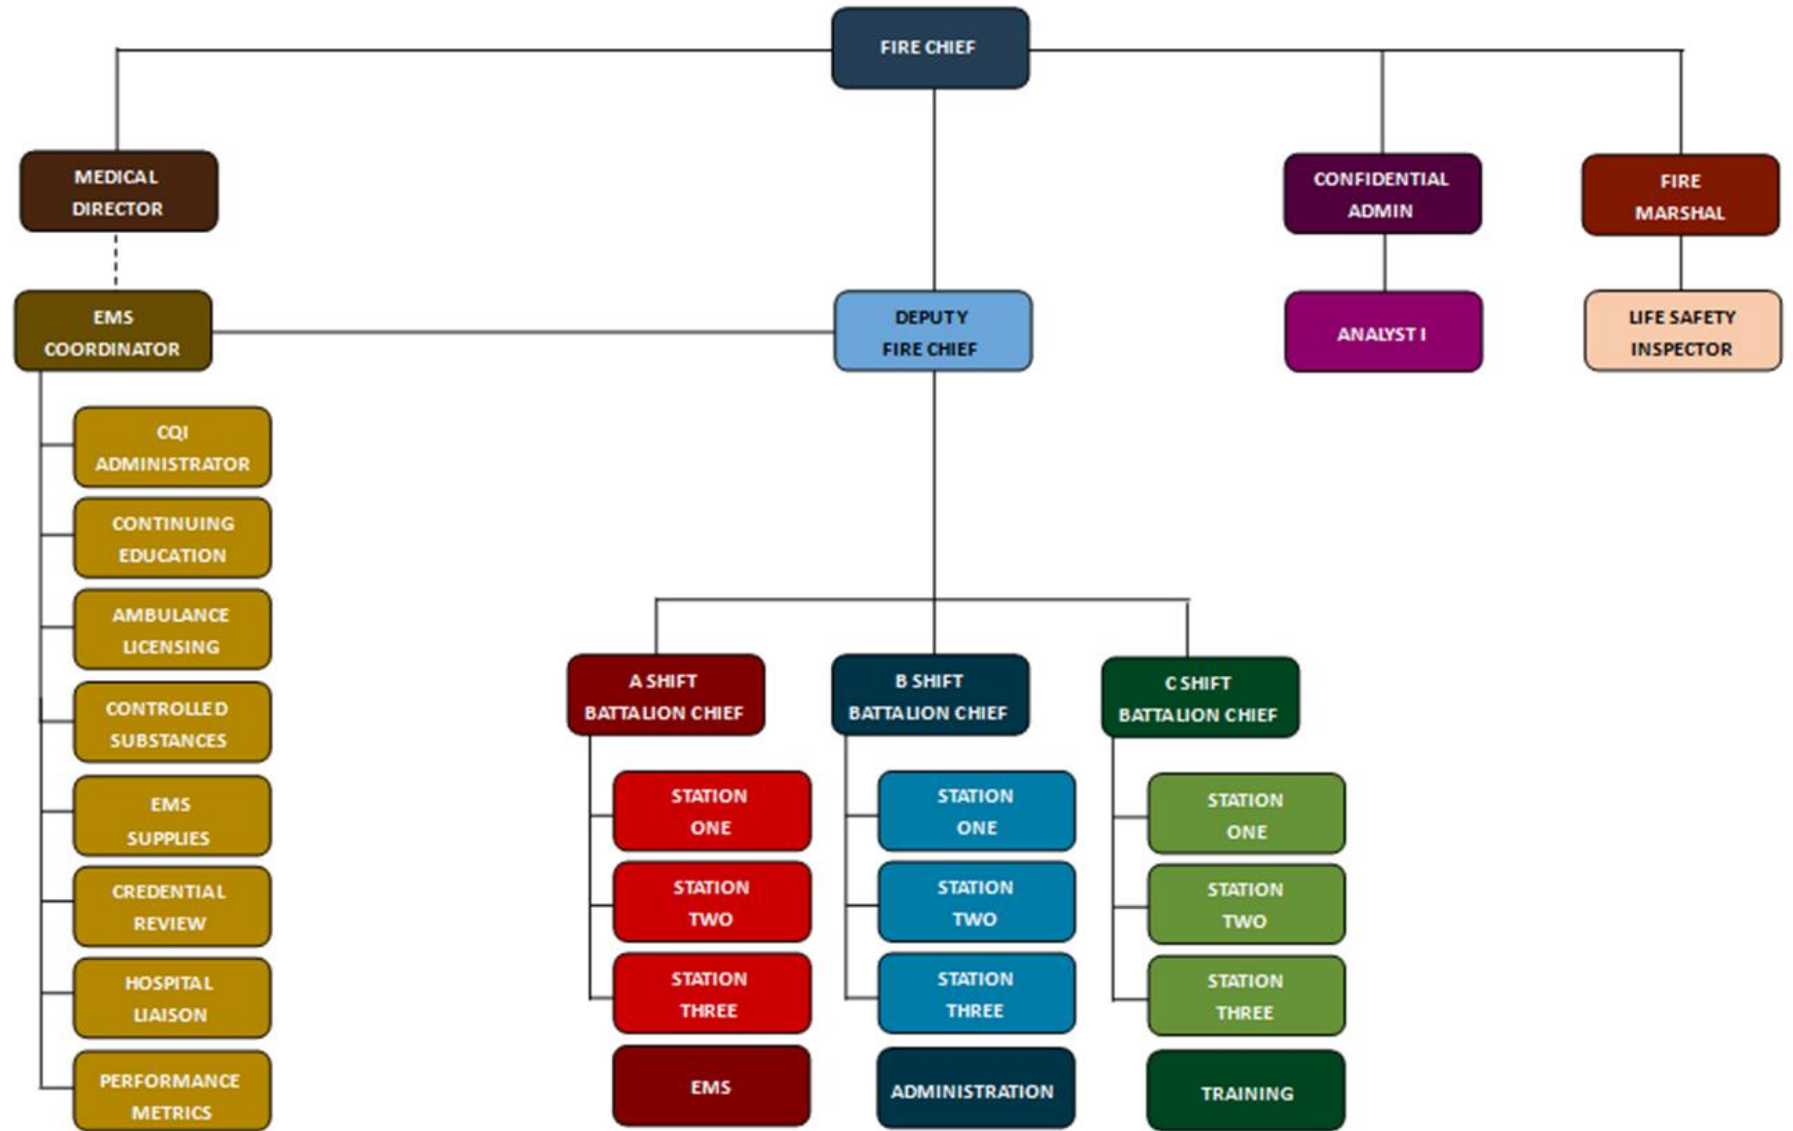 FIRE CHIEF
MEDICAL
DIRECTOR
CONFIDENTIAL
ADMIN
FIRE
MARSHAL
EMS
COORDINATOR
DEPUTY
FIRE CHIEF
ANALYST I
LIFE SAFETY
INSPECTOR
CQI
ADMINISTRATOR
CONTINUING
EDUCATION
AMBULANCE
LICENSING
CONTROLLED
SUBSTANCES
EMS
SUPPLIES
CREDENTIAL
REVIEW
HOSPITAL
LIAISON
PERFORMANCE
METRICS
A SHIFT
BATTALION CHIEF
STATION
ONE
STATION
TWO
STATION
THREE
EMS
B SHIFT
BATTALION CHIEF
STATION
ONE
STATION
TWO
STATION
THREE
ADMINISTRATION
C SHIFT
BATTALION CHIEF
STATION
ONE
STATION
TWO
STATION
THREE
TRAINING